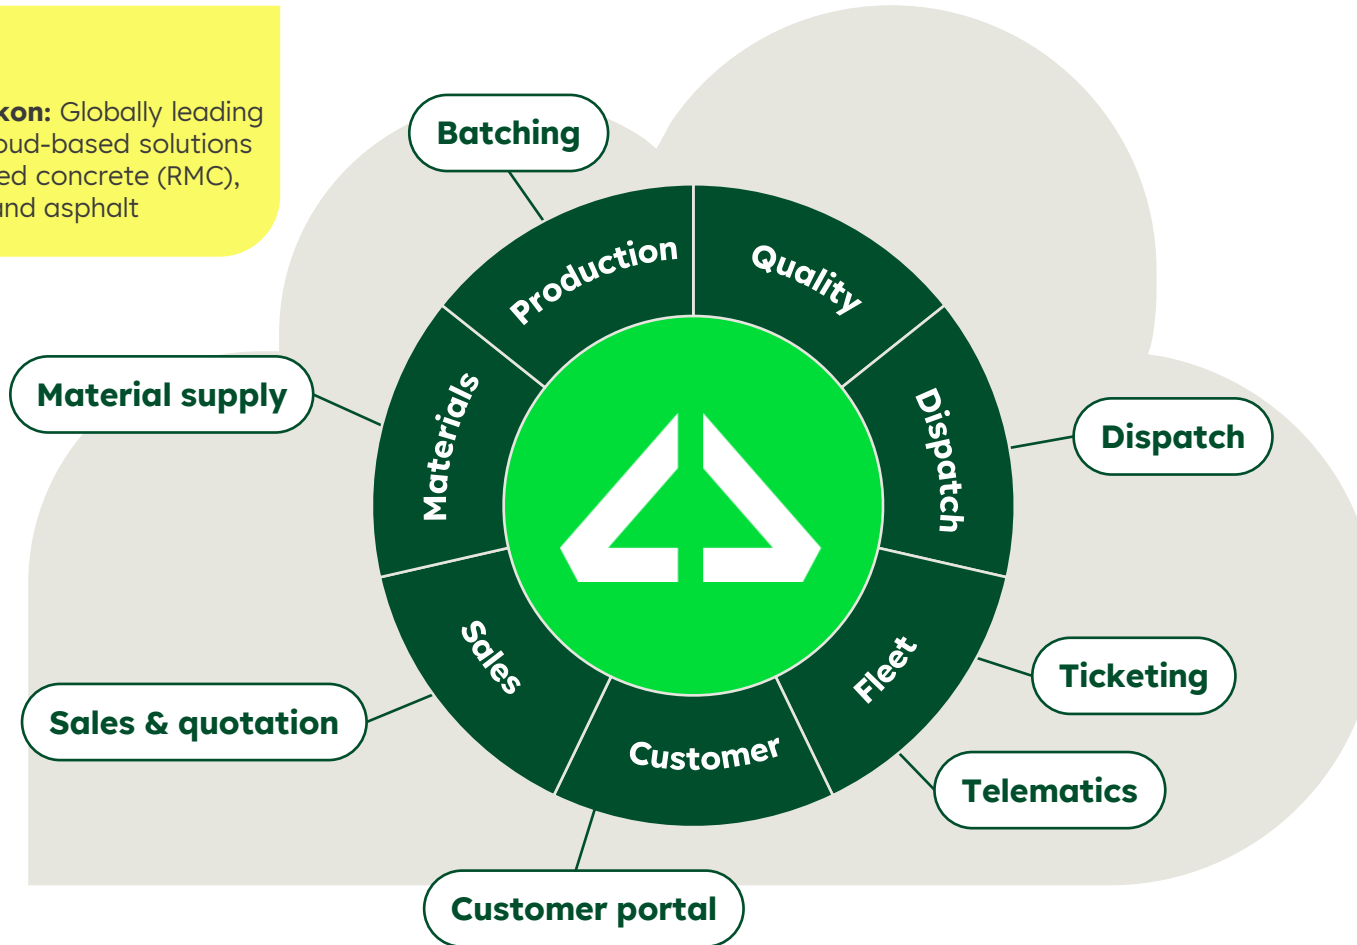 kon: Globally leading
oud-based solutions
ed concrete (RMC),
and asphalt
Batching
Production
Quality
Material supply
Materials
Dispatch
Dispatch
Sales
Fleet
Ticketing
Sales & quotation
Customer
Telematics
Customer portal